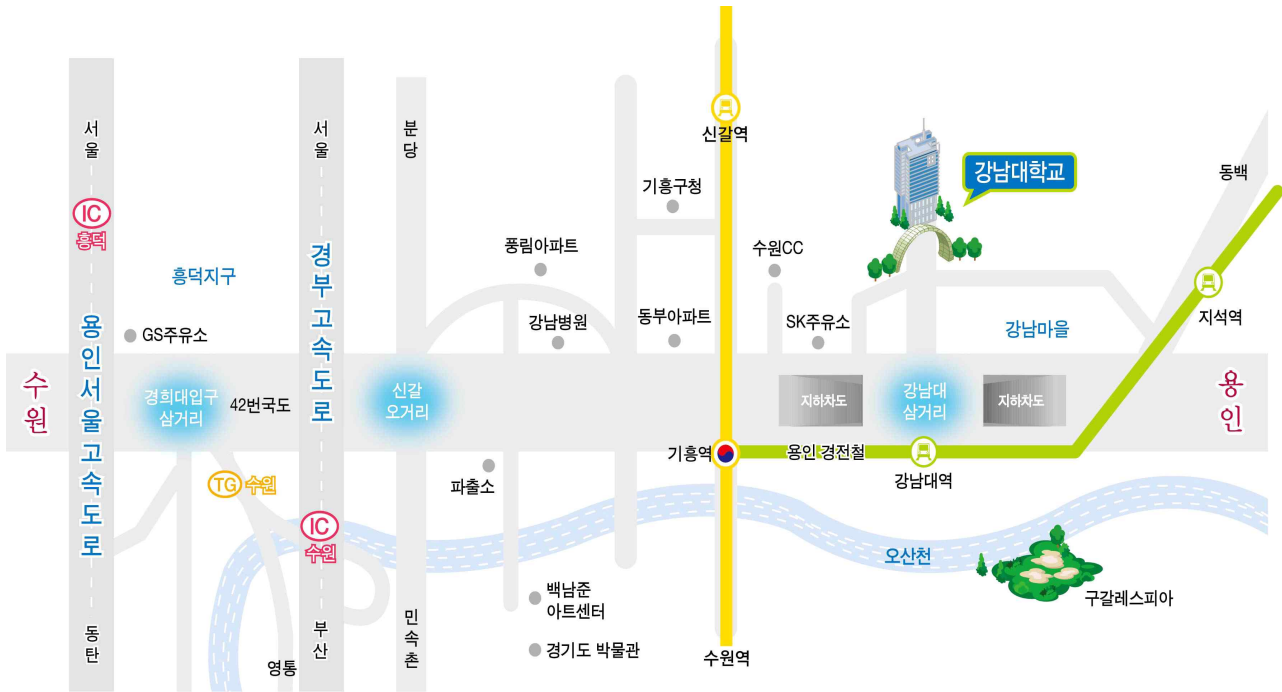 서울
서울
분당
신갈역
강남대학교
동백
기흥구청
IC
흥덕
풍림아파트
수원CC
흥덕지구
경부고속도로
지석역
GS주유소
강남병원
동부아파트
SK주유소
강남마을
용인서울고속도로
수원
경희대입구
삼거리
42번국도
신갈
오거리
지하차도
강남대
삼거리
지하차도
용인
기흥역
용인 경전철
강남대역
TG 수원
파출소
IC
수원
오산천
백남준
아트센터
구갈레스피아
동탄
부산
민속촌
경기도 박물관
수원역
영통